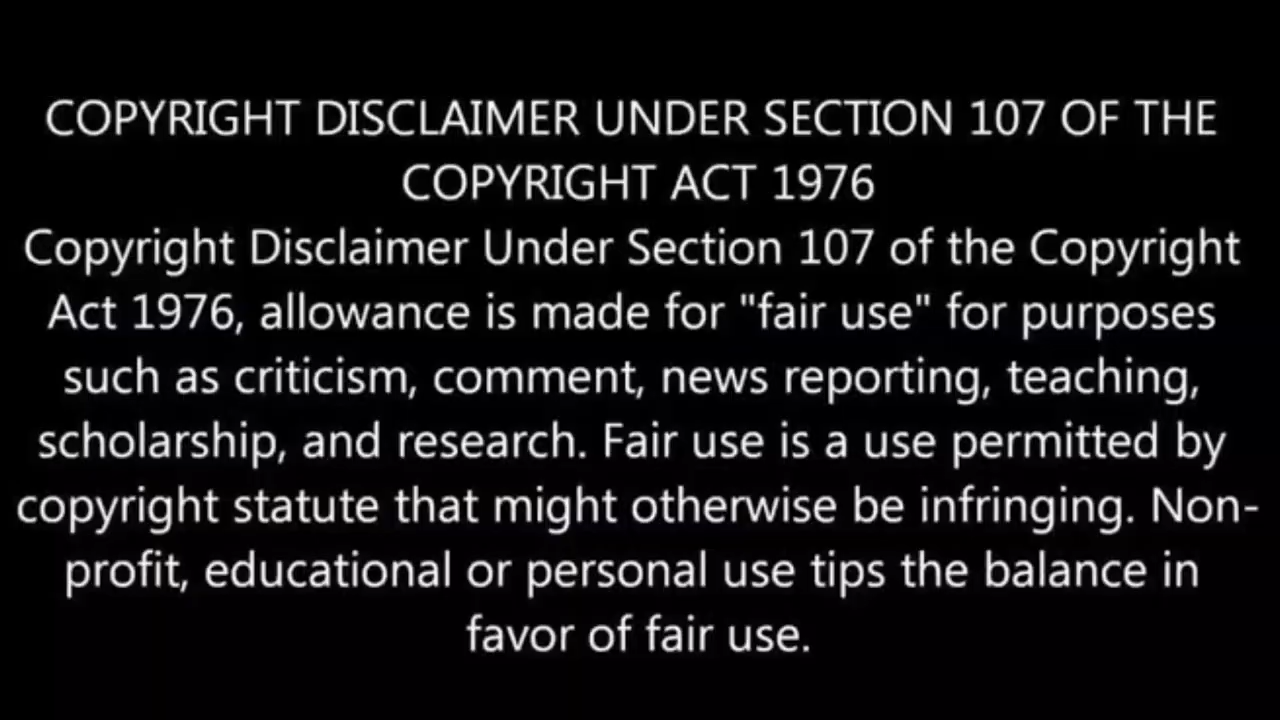 COPYRIGHT DISCLAIMER UNDER SECTION 107 OF THE
COPYRIGHT ACT 1976
Copyright Disclaimer Under Section 107 of the Copyright
Act 1976, allowance is made for "fair use" for purposes
such as criticism, comment, news reporting, teaching,
scholarship, and research. Fair use is a use permitted by
copyright statute that might otherwise be infringing. Non-
profit, educational or personal use tips the balance in
favor of fair use.